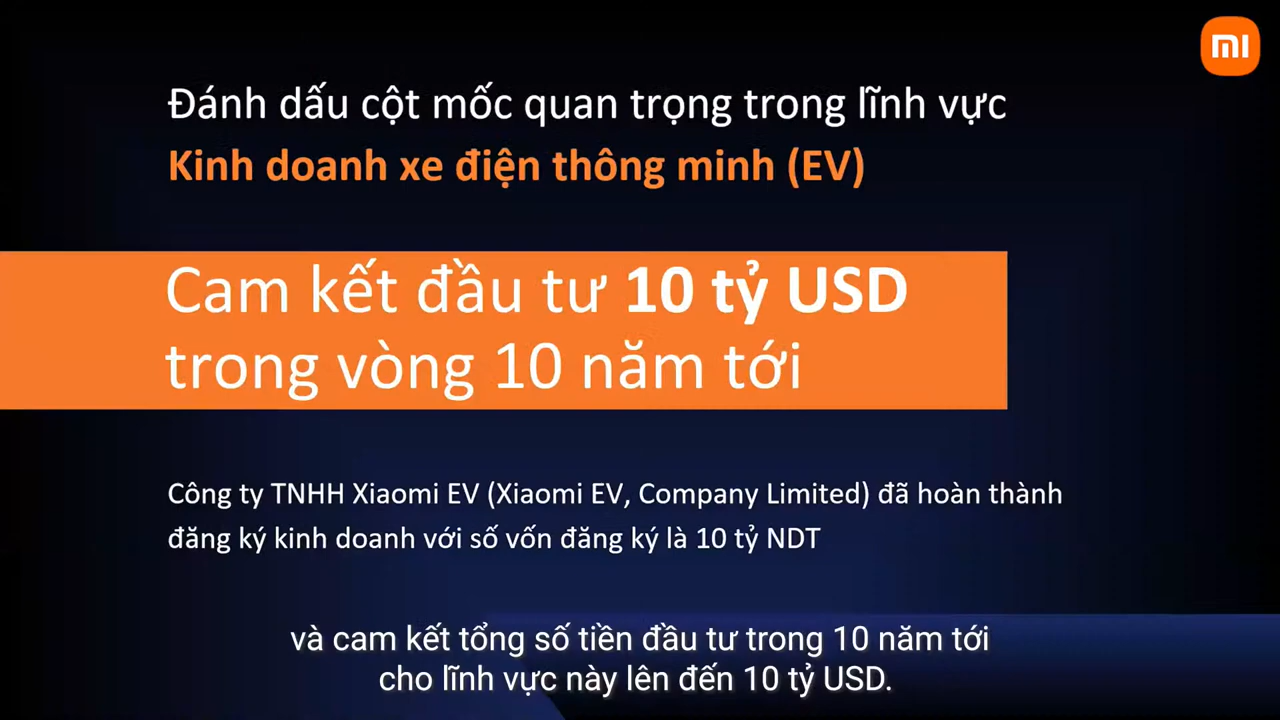 mi
Đánh dấu cột mốc quan trọng trong lĩnh vực
Kinh doanh xe điện thông minh (EV)
Cam kết đầu tư 10 tỷ USD
trong vòng 10 năm tới
Công ty TNHH Xiaomi EV (Xiaomi EV, Company Limited) đã hoàn thành
đăng ký kinh doanh với số vốn đăng ký là 10 tỷ NDT
và cam kết tổng số tiền đầu tư trong 10 năm tới
cho lĩnh vực này lên đến 10 tỷ USD.